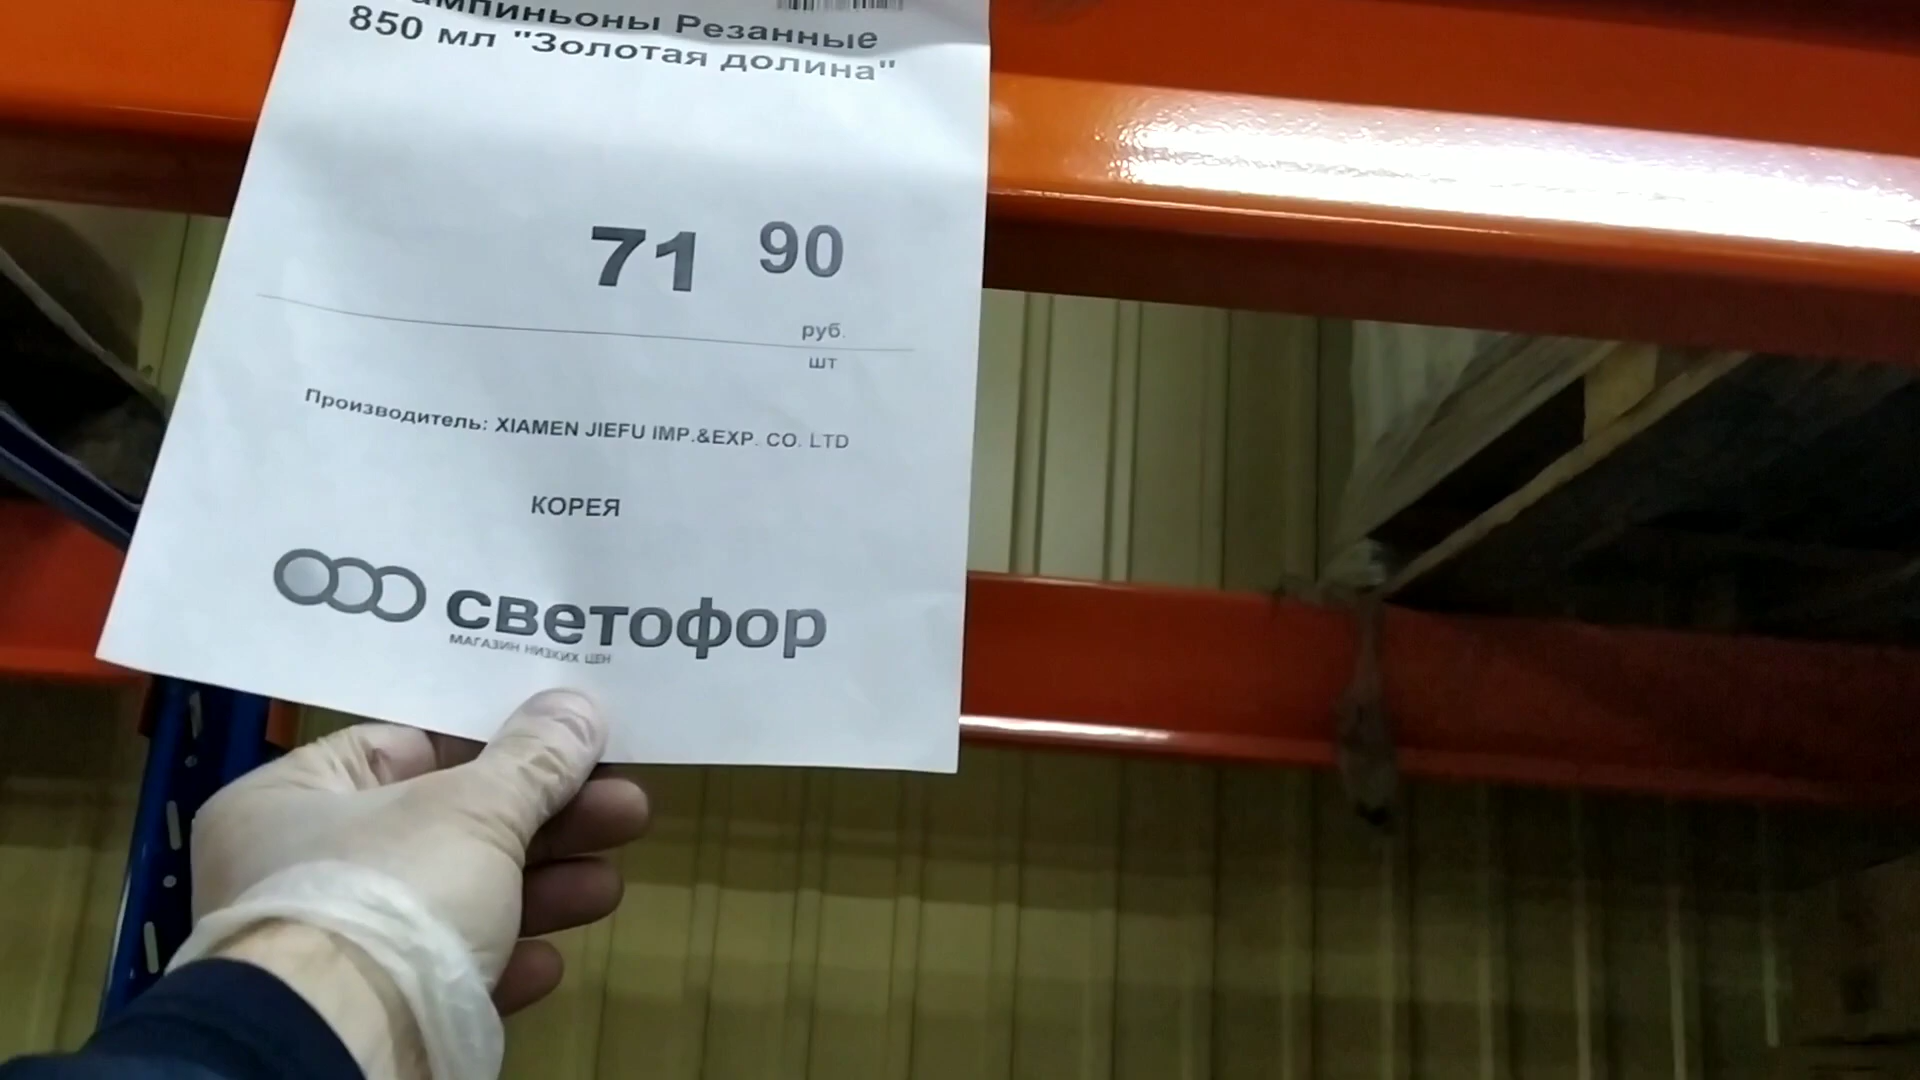 Резанные
850 мл "Золотая долина"
71 90
руб.
шт
Производитель: XIAMEN JIEFU IMP.&EXP. CO. LTD
КОРЕЯ
светофор
МАГАЗИН НИЗКИХ ЦЕН